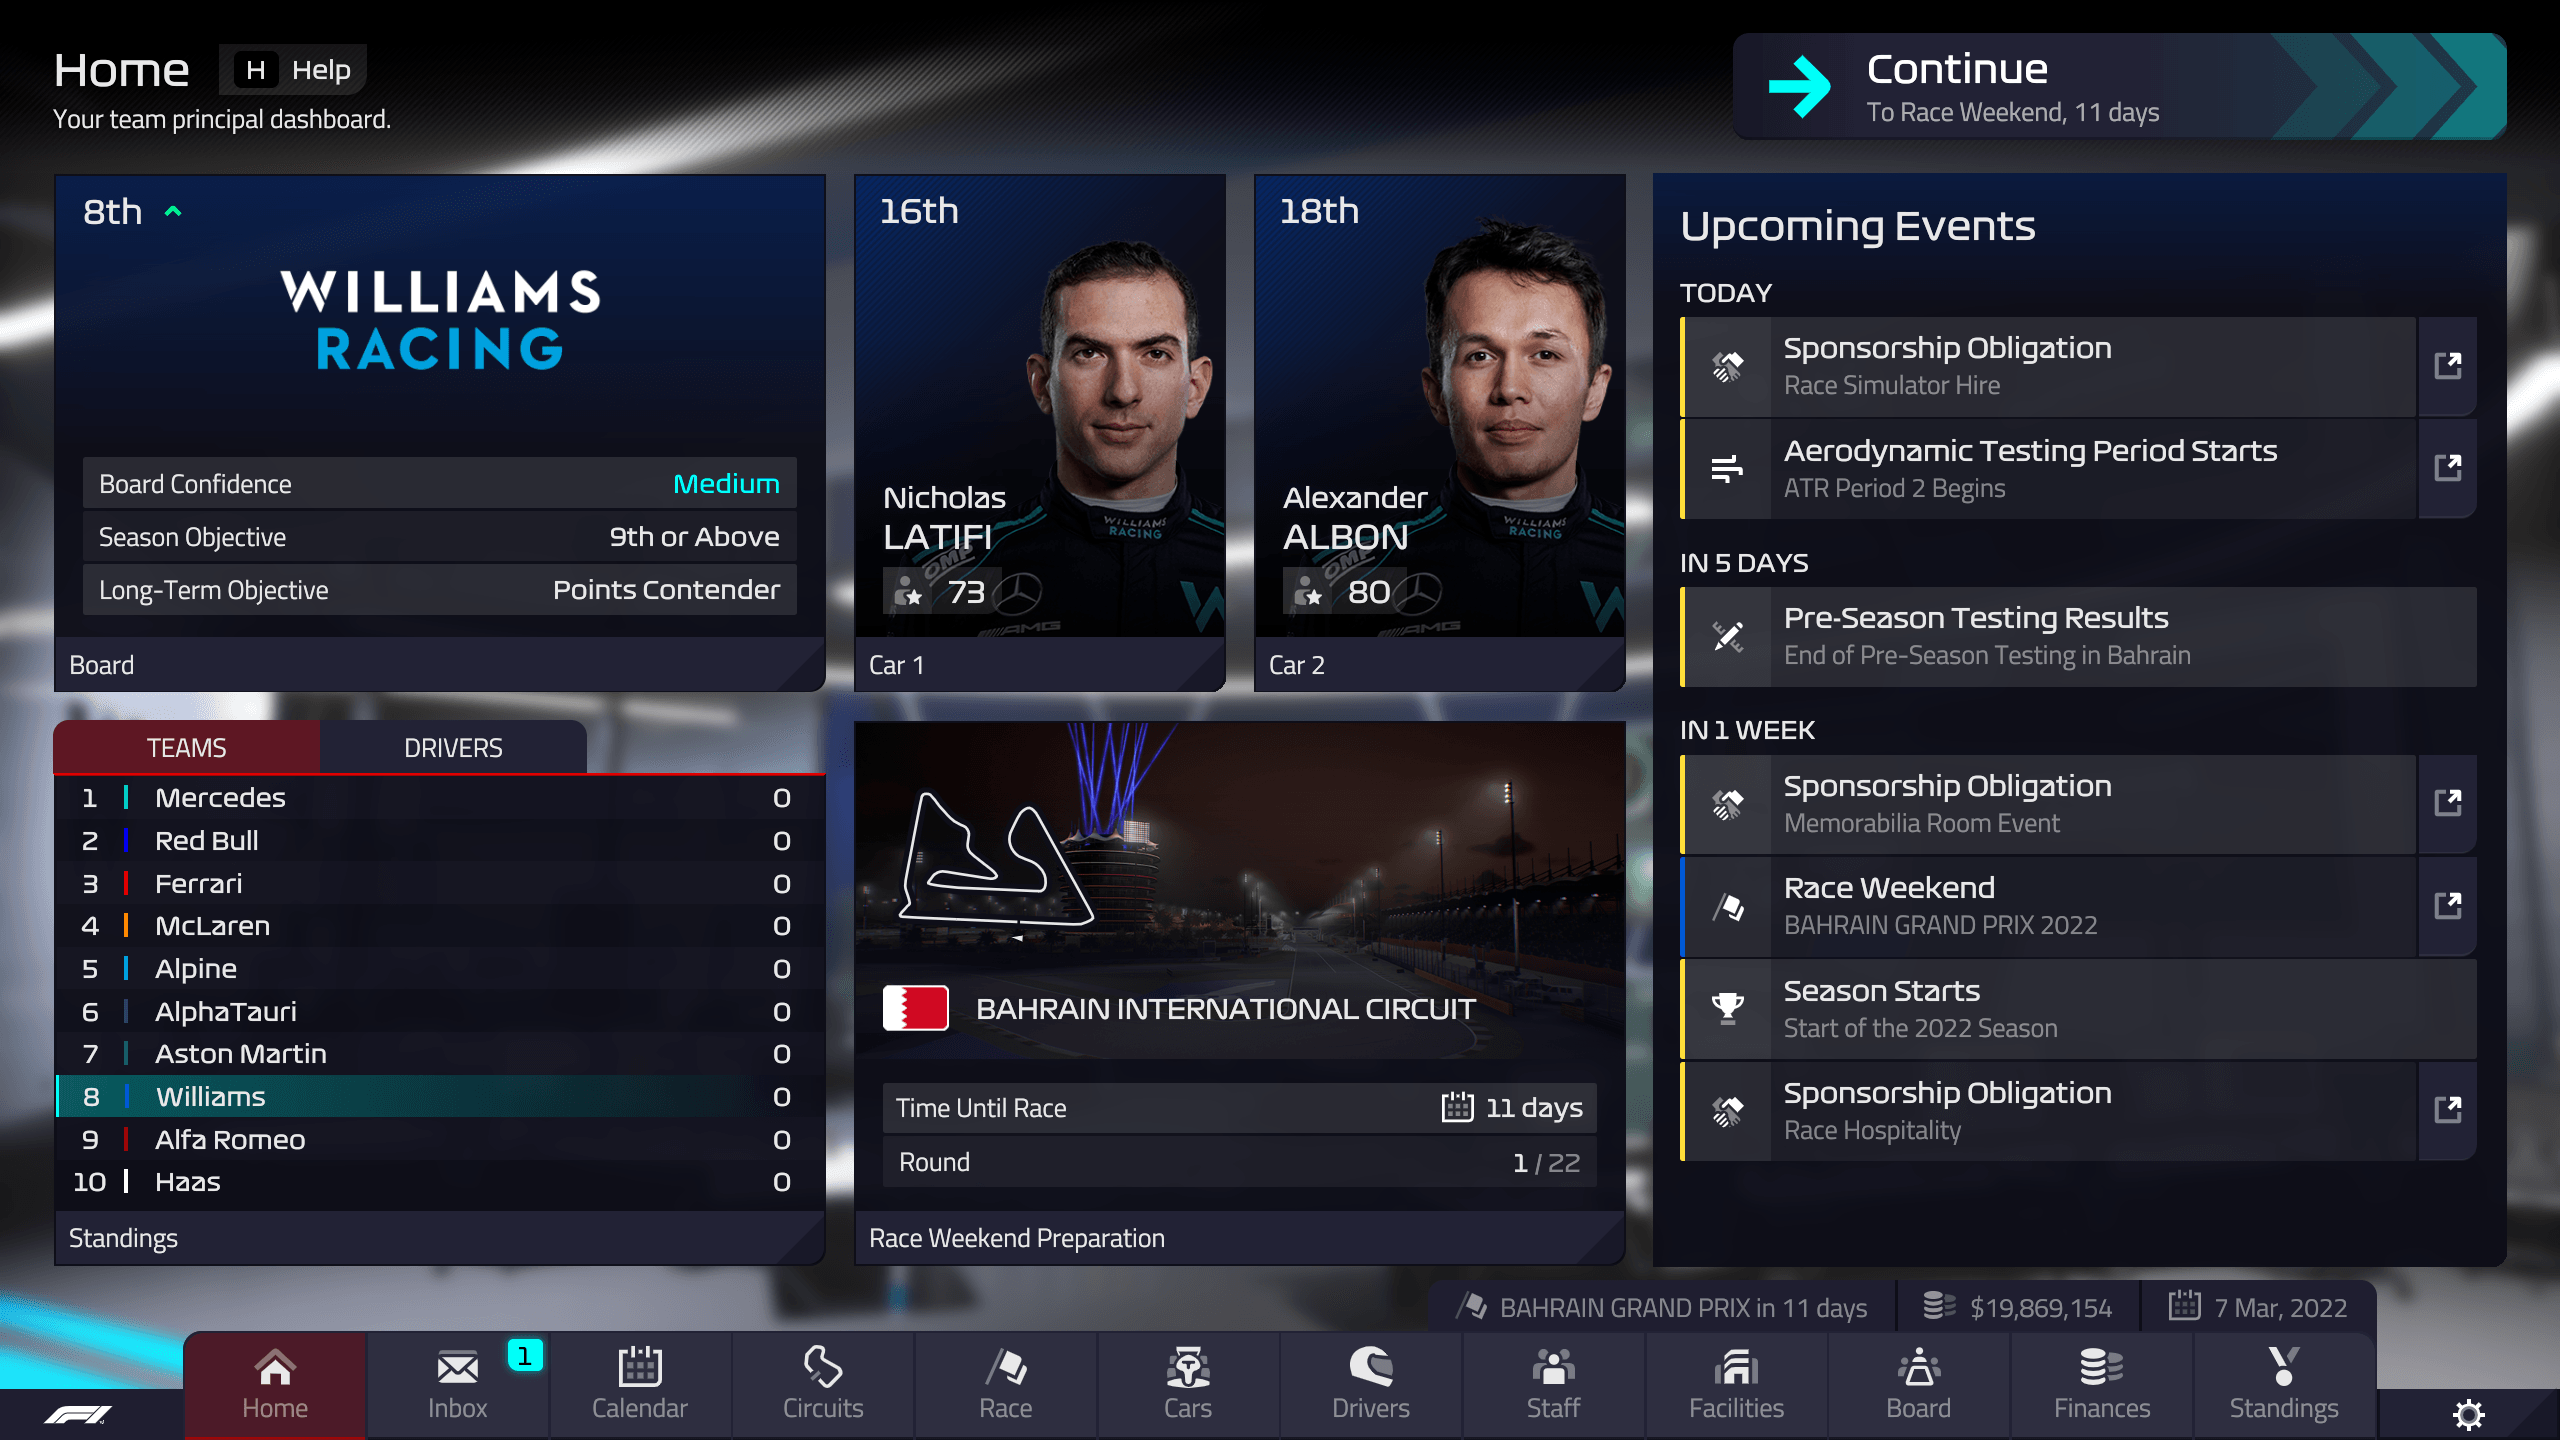 Home
H Help
Your team principal dashboard.
Continue
To Race Weekend, 11 days
8th
WILLIAMS
RACING
Board Confidence Medium
Season Objective 9th or Above
Long-Term Objective Points Contender
Board
16th
Nicholas
LATIFI
73
WILLIAMS
RACING
OMP
AMG
Car 1
18th
Alexander
ALBON
80
WILLIAMS
RACING
OMP
AMG
Car 2
Upcoming Events
TODAY
Sponsorship Obligation
Race Simulator Hire
Aerodynamic Testing Period Starts
ATR Period 2 Begins
IN 5 DAYS
Pre-Season Testing Results
End of Pre-Season Testing in Bahrain
IN 1 WEEK
Sponsorship Obligation
Memorabilia Room Event
Race Weekend
BAHRAIN GRAND PRIX 2022
Season Starts
Start of the 2022 Season
Sponsorship Obligation
Race Hospitality
TEAMS DRIVERS
1 Mercedes 0
2 Red Bull 0
3 Ferrari 0
4 McLaren 0
5 Alpine 0
6 AlphaTauri 0
7 Aston Martin 0
8 Williams 0
9 Alfa Romeo 0
10 Haas 0
Standings
BAHRAIN INTERNATIONAL CIRCUIT
Time Until Race 11 days
Round 1 / 22
Race Weekend Preparation
BAHRAIN GRAND PRIX in 11 days $19,869,154 7 Mar, 2022
1
Home Inbox Calendar Circuits Race Cars Drivers Staff Facilities Board Finances Standings
F1